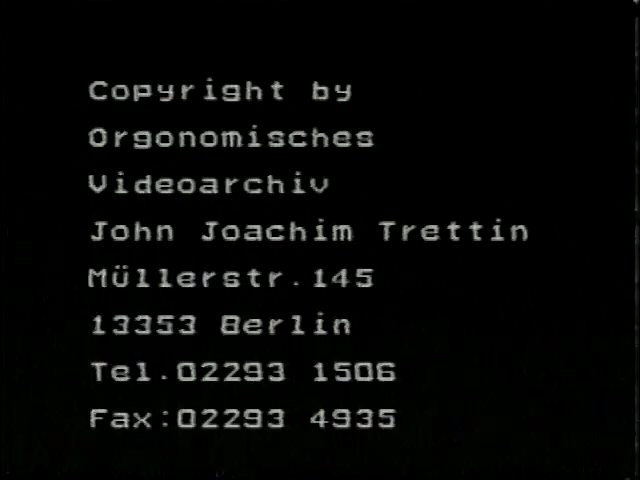 Copyright by
Orgonomisches
Videoarchiv
John Joachim Trettin
Müllerstr.145
13353 Berlin
Tel.02293 1506
Fax:02293 4935